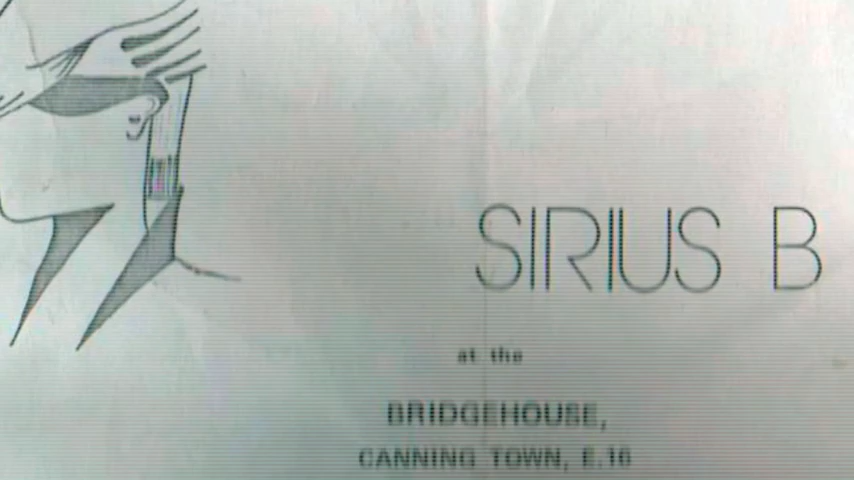 SIRIUS B
at the
BRIDGEHOUSE,
CANNING TOWN, E.16